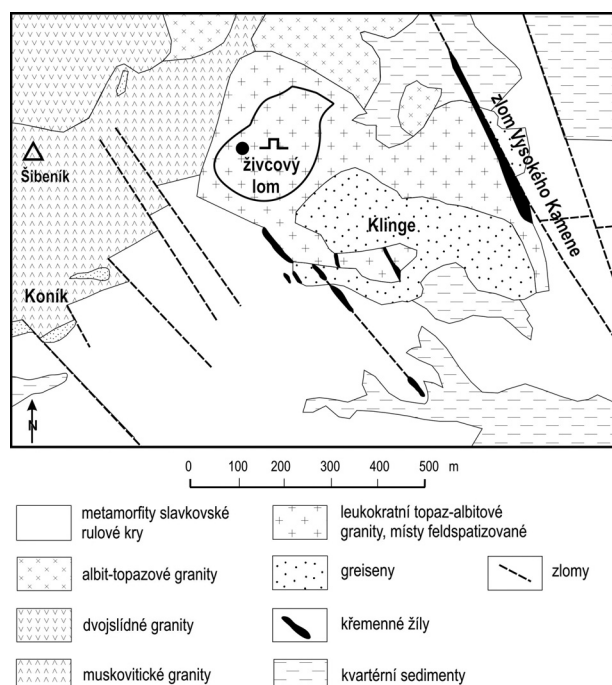 zlom Vysokého Kamene
Šibeník
živcový
lom
Klinge
Koník
N
0 100 200 300 400 500 m
metamorfity slavkovské
rulové kry
albit-topazové granity
dvojslídné granity
muskovitické granity
leukokratní topaz-albitové
granity, místy feldspatizované
greiseny
křemenné žíly
kvartérní sedimenty
zlomy